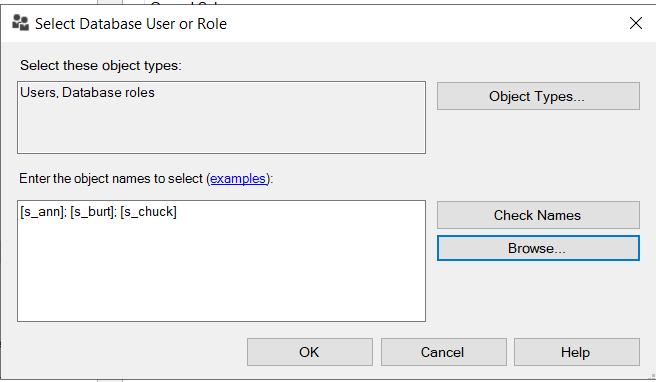 Select Database User or Role
Select these object types:
Users, Database roles
Object Types...
Enter the object names to select (examples):
[s_ann]; [s_burt]; [s_chuck]
Check Names
Browse...
OK
Cancel
Help